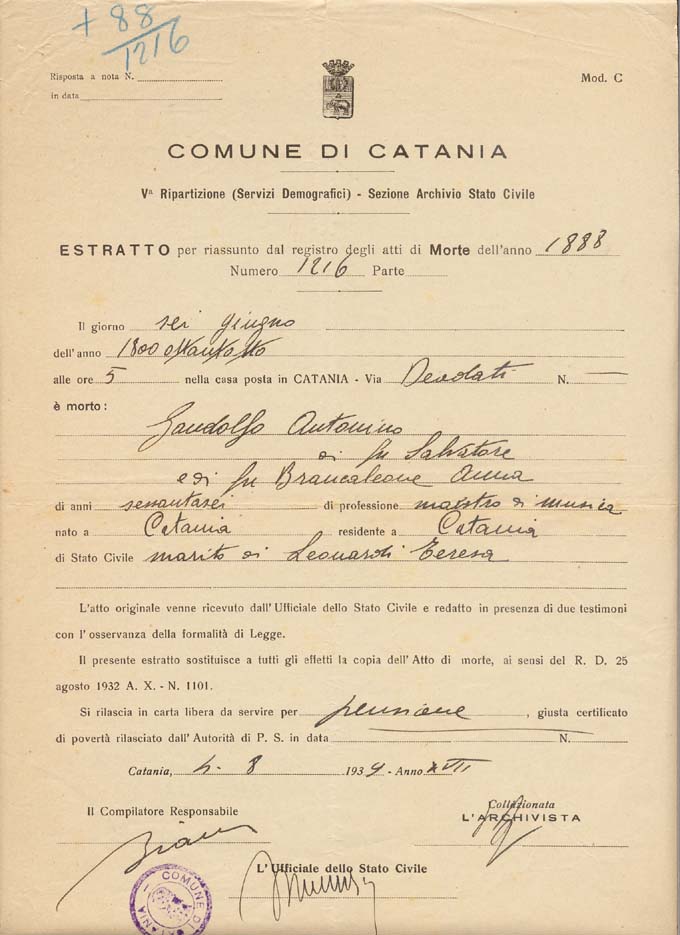 + 88
1216
Risposta a nota N.
Mod. C
in data
COMUNE DI CATANIA
Vª Ripartizione (Servizi Demografici) - Sezione Archivio Stato Civile
ESTRATTO per riassunto dal registro degli atti di Morte dell'anno 1888
Numero 1216 Parte
Il giorno sei giugno
dell'anno 1800 ottantotto
alle ore 5 nella casa posta in CATANIA - Via Deodati N. —
è morto:
Gandolfo Antonino
di fu Salvatore
e di fu Brancaleone Anna
di anni sessantasei di professione maestro di musica
nato a Catania residente a Catania
di Stato Civile marito di Leonardi Teresa
L'atto originale venne ricevuto dall'Ufficiale dello Stato Civile e redatto in presenza di due testimoni
con l'osservanza della formalità di Legge.
Il presente estratto sostituisce a tutti gli effetti la copia dell'Atto di morte, ai sensi del R. D. 25
agosto 1932 A. X. - N. 1101.
Si rilascia in carta libera da servire per pensione, giusta certificato
di povertà rilasciato dall'Autorità di P. S. in data N.
Catania, 4. 8 1939 - Anno XVII
Il Compilatore Responsabile
Collazionata
L'ARCHIVISTA
L'Ufficiale dello Stato Civile
COMUNE DI CATANIA